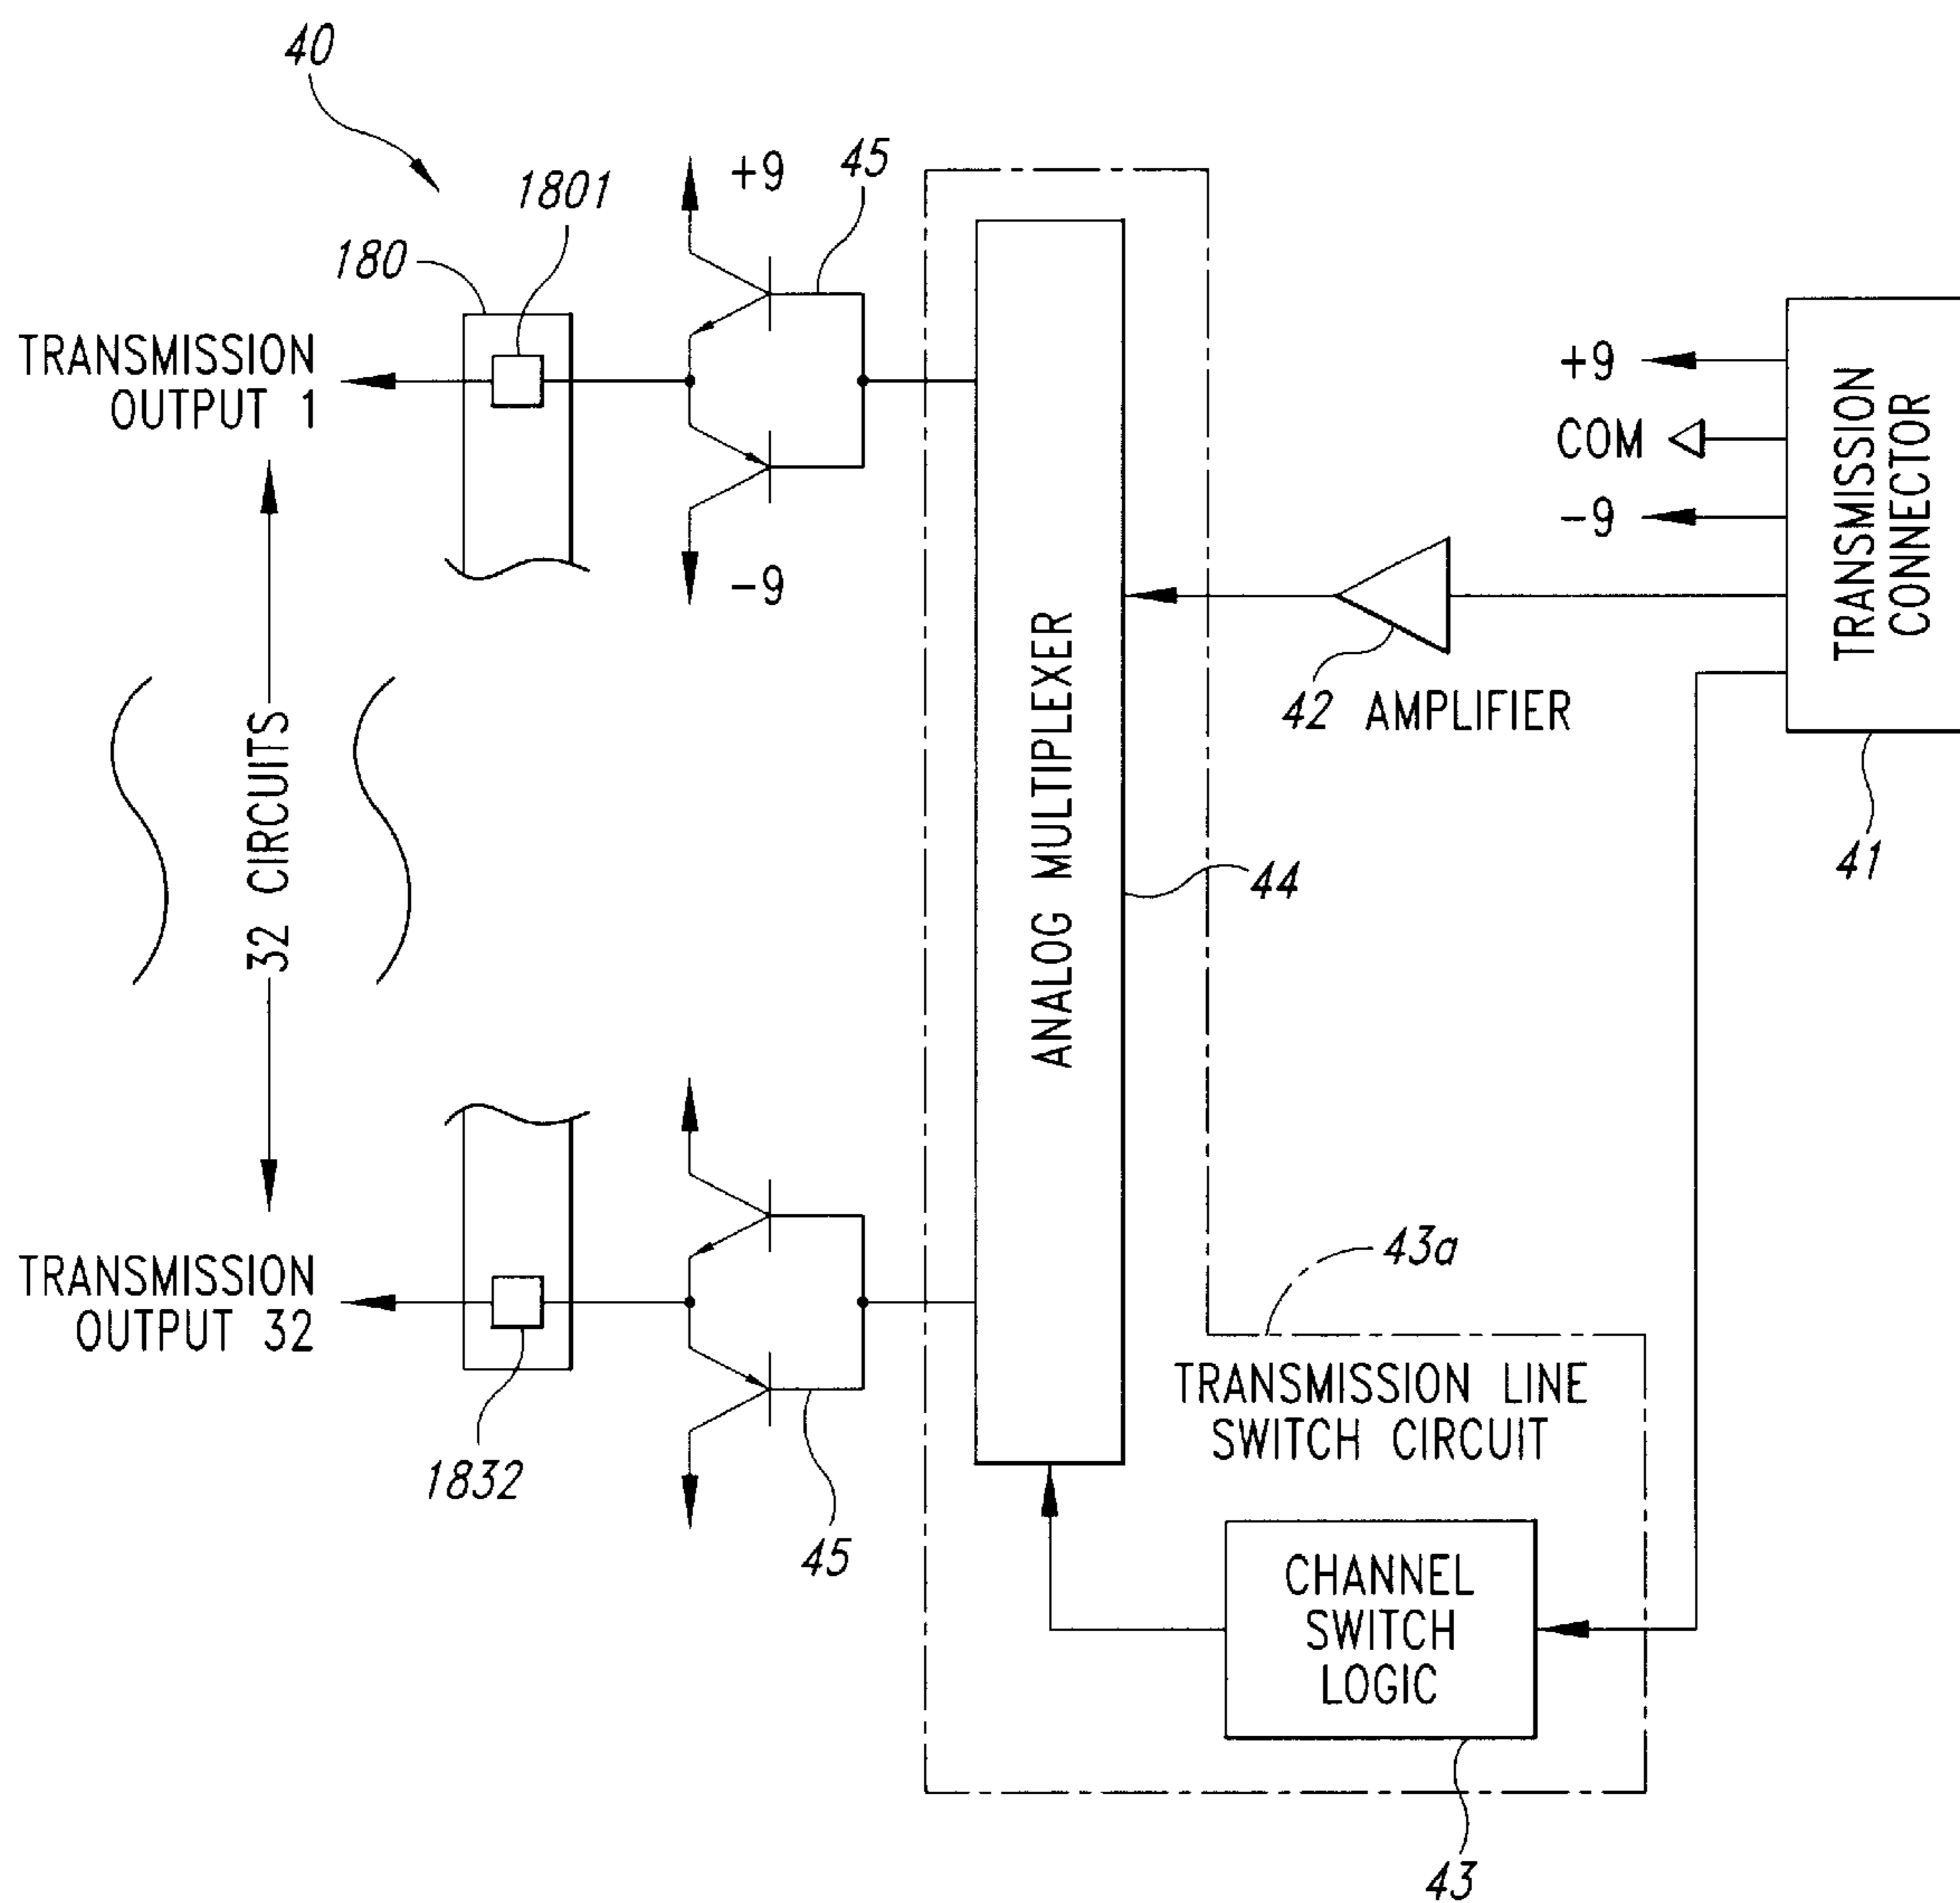 40
1801
+9
45
180
TRANSMISSION
OUTPUT 1
-9
+9
COM
-9
TRANSMISSION
CONNECTOR
42 AMPLIFIER
41
32 CIRCUITS
ANALOG MULTIPLEXER
44
43a
TRANSMISSION
OUTPUT 32
TRANSMISSION LINE
SWITCH CIRCUIT
1832
45
CHANNEL
SWITCH
LOGIC
43